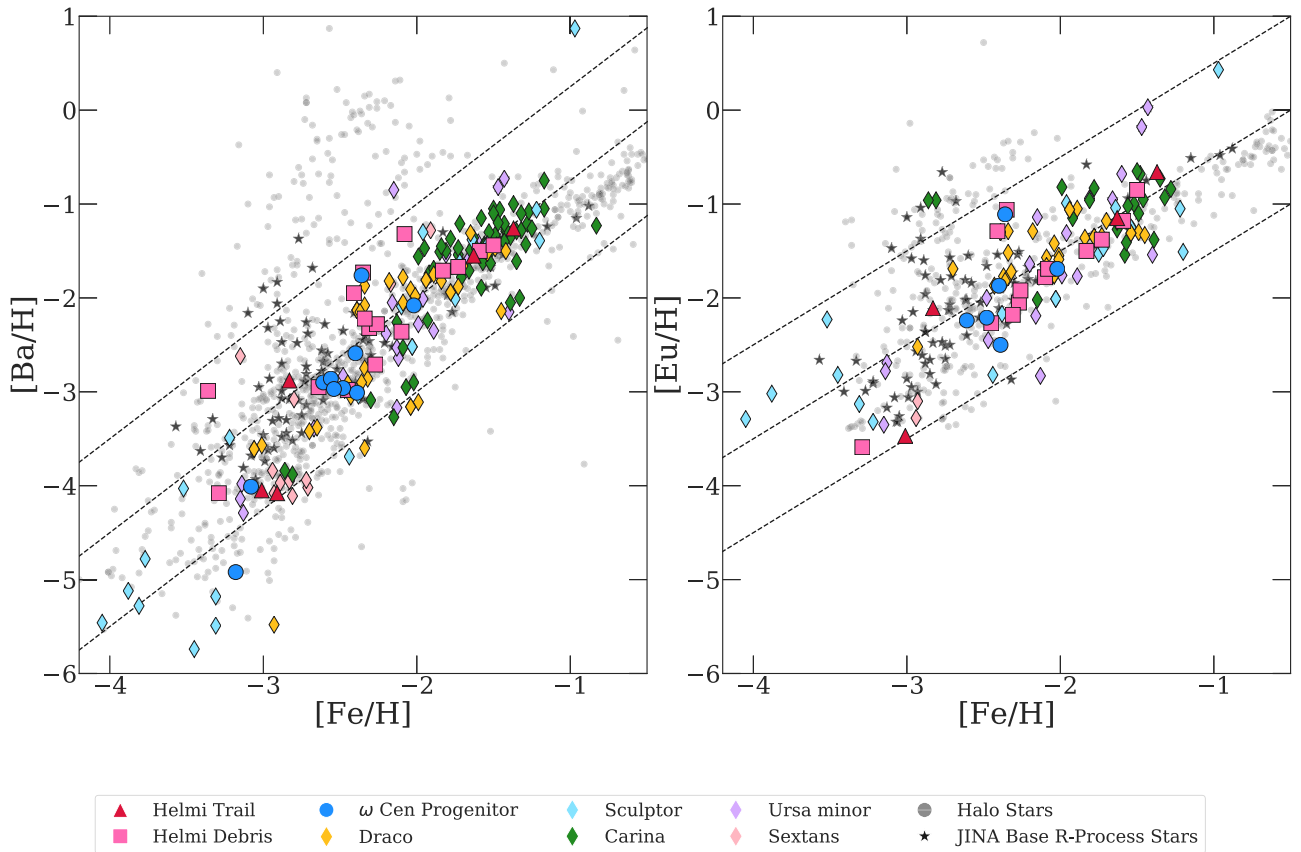 1
0
−1
−2
−3
−4
−5
−6
[Ba/H]
−4 −3 −2 −1
[Fe/H]
1
0
−1
−2
−3
−4
−5
−6
[Eu/H]
−4 −3 −2 −1
[Fe/H]
Helmi Trail ω Cen Progenitor Sculptor Ursa minor Halo Stars
Helmi Debris Draco Carina Sextans JINA Base R-Process Stars